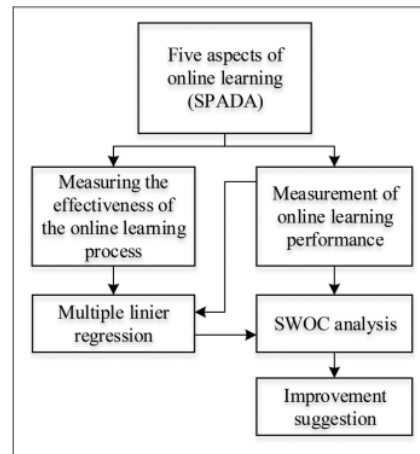 Five aspects of
online learning
(SPADA)
Measuring the
effectiveness of
the online learning
process
Measurement of
online learning
performance
Multiple linier
regression
SWOC analysis
Improvement
suggestion